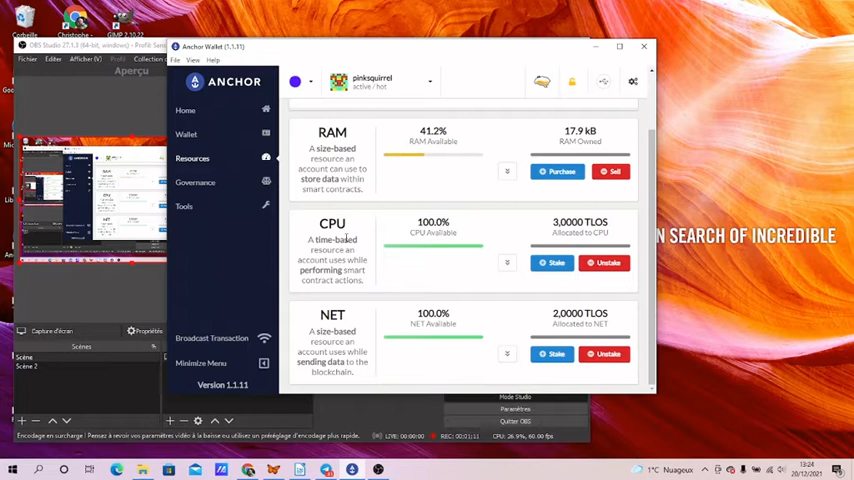 Corbeille
Christophe -
GIMP 2.10.22
OBS Studio 27.1.3 (64-bit, windows) - Profil:
Fichier
Editer
Affichage (V)
Profil
Collection
Aperçu
Anchor Wallet (1.1.11)
File
View
Help
ANCHOR
pinksquirrel
active / hot
Home
Wallet
Resources
Governance
Tools
Broadcast Transaction
Minimize Menu
Version 1.1.11
RAM
A size-based
resource an
account can use to
store data within
smart contracts.
41.2%
RAM Available
17.9 kB
RAM Owned
Purchase
Sell
CPU
A time-based
resource an
account uses while
performing smart
contract actions.
100.0%
CPU Available
3,0000 TLOS
Allocated to CPU
Stake
Unstake
NET
A size-based
resource an
account uses while
sending data to the
blockchain.
100.0%
NET Available
2,0000 TLOS
Allocated to NET
Stake
Unstake
N SEARCH OF INCREDIBLE
Capture d'écran
Propriétés
Scènes
Scène
Scène 2
Mode Studio
Paramètres
Quitter OBS
Encodage en surcharge ! Pensez à revoir vos paramètres vidéo à la baisse ou utilisez un préréglage d'encodage plus rapide.
LIVE: 00:00:00
REC: 00:01:11
CPU: 26.9%, 60.00 fps
1°C Nuageux
13:24
20/12/2021